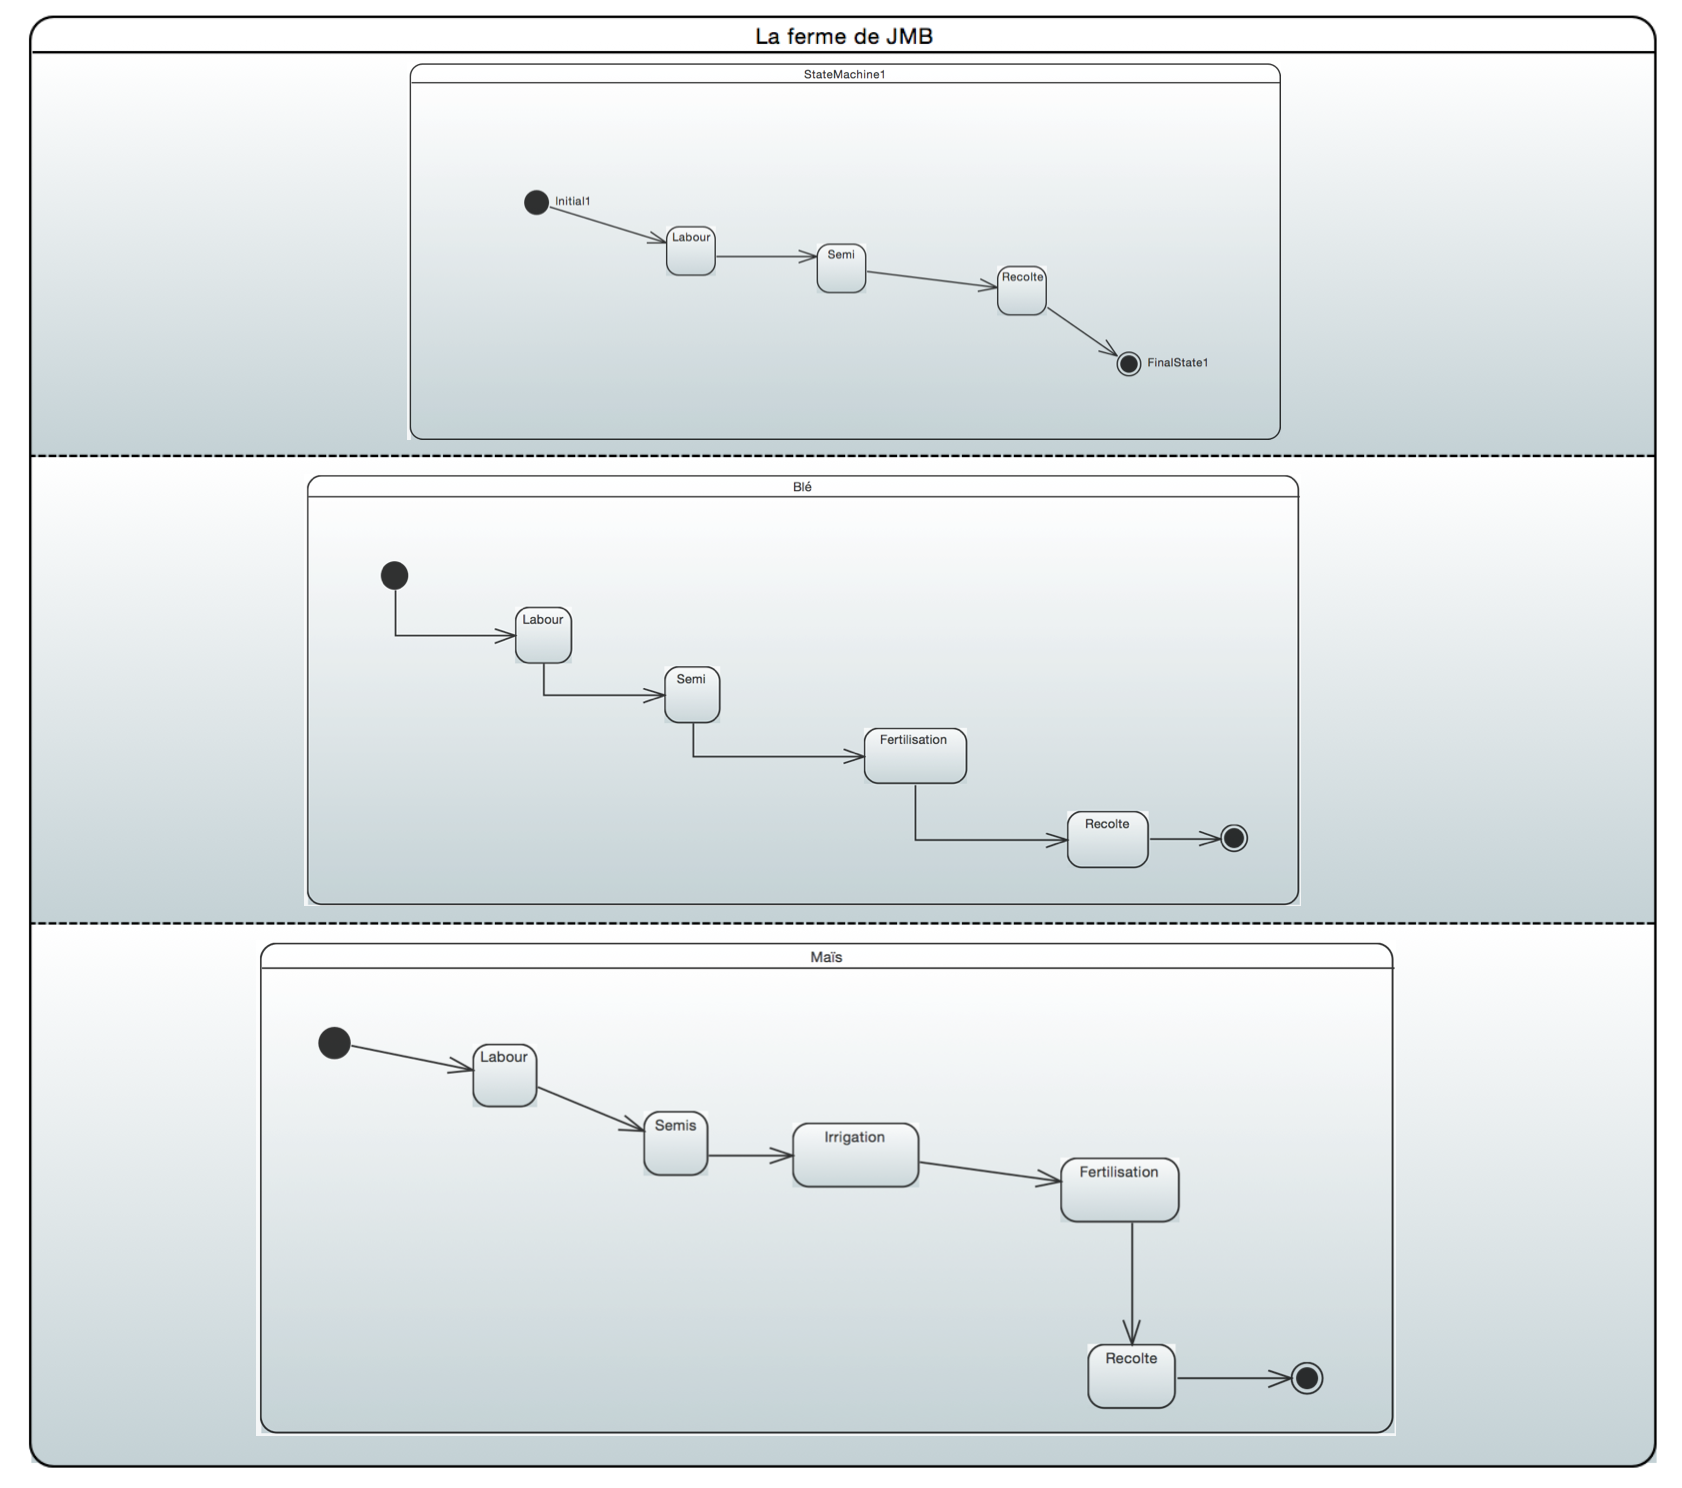 La ferme de JMB
StateMachine1
Initial1
Labour
Semi
Recolte
FinalState1
Blé
Labour
Semi
Fertilisation
Recolte
Maïs
Labour
Semis
Irrigation
Fertilisation
Recolte